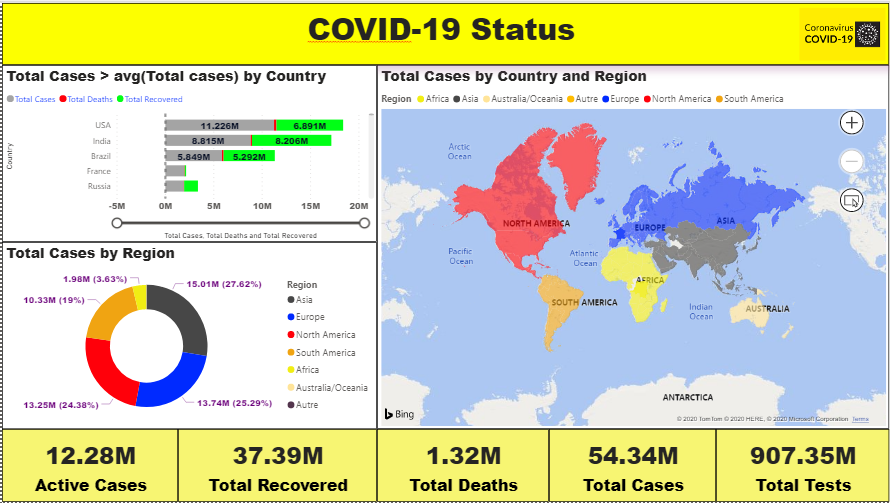 COVID-19 Status
Coronavirus
COVID-19
Total Cases > avg(Total cases) by Country
Total Cases Total Deaths Total Recovered
Country
USA 11.226M 6.891M
India 8.815M 8.206M
Brazil 5.849M 5.292M
France
Russia
-5M 0M 5M 10M 15M 20M
Total Cases, Total Deaths and Total Recovered
Total Cases by Region
1.98M (3.63%)
15.01M (27.62%)
10.33M (19%)
13.25M (24.38%)
13.74M (25.29%)
Region
Asia
Europe
North America
South America
Africa
Australia/Oceania
Autre
Total Cases by Country and Region
Region Africa Asia Australia/Oceania Autre Europe North America South America
Arctic
Ocean
NORTH AMERICA
EUROPE
ASIA
Pacific
Ocean
Atlantic
Ocean
AFRICA
SOUTH AMERICA
Indian
Ocean
AUSTRALIA
ANTARCTICA
Bing
© 2020 TomTom © 2020 HERE, © 2020 Microsoft Corporation Terms
12.28M
Active Cases
37.39M
Total Recovered
1.32M
Total Deaths
54.34M
Total Cases
907.35M
Total Tests